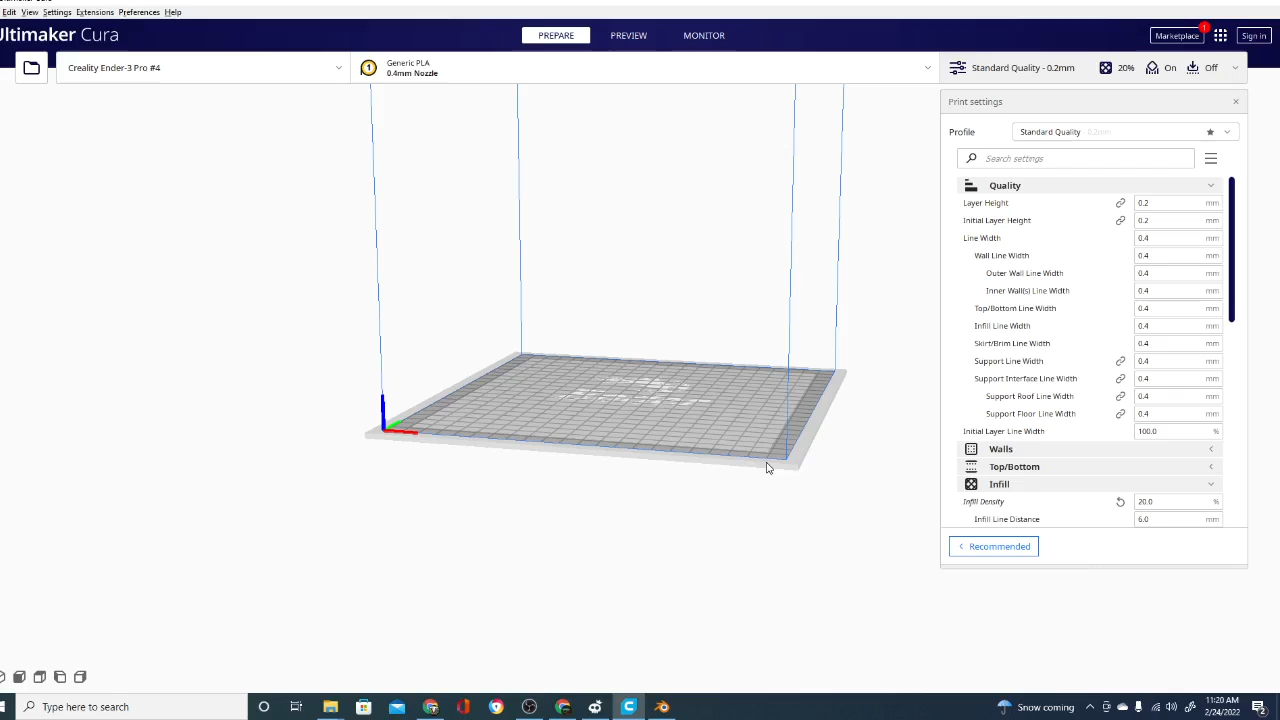 Edit View Settings Extensions Preferences Help
Ultimaker Cura PREPARE PREVIEW MONITOR Marketplace 1 Sign in
Creality Ender-3 Pro #4
1 Generic PLA
0.4mm Nozzle
Standard Quality - 0.2mm 20% On Off
Print settings
Profile Standard Quality 0.2mm
Search settings
Quality
Layer Height 0.2 mm
Initial Layer Height 0.2 mm
Line Width 0.4 mm
Wall Line Width 0.4 mm
Outer Wall Line Width 0.4 mm
Inner Wall(s) Line Width 0.4 mm
Top/Bottom Line Width 0.4 mm
Infill Line Width 0.4 mm
Skirt/Brim Line Width 0.4 mm
Support Line Width 0.4 mm
Support Interface Line Width 0.4 mm
Support Roof Line Width 0.4 mm
Support Floor Line Width 0.4 mm
Initial Layer Line Width 100.0 %
Walls
Top/Bottom
Infill
Infill Density 20.0 %
Infill Line Distance 6.0 mm
Recommended
Type here to search
Snow coming
11:20 AM
2/24/2022
2